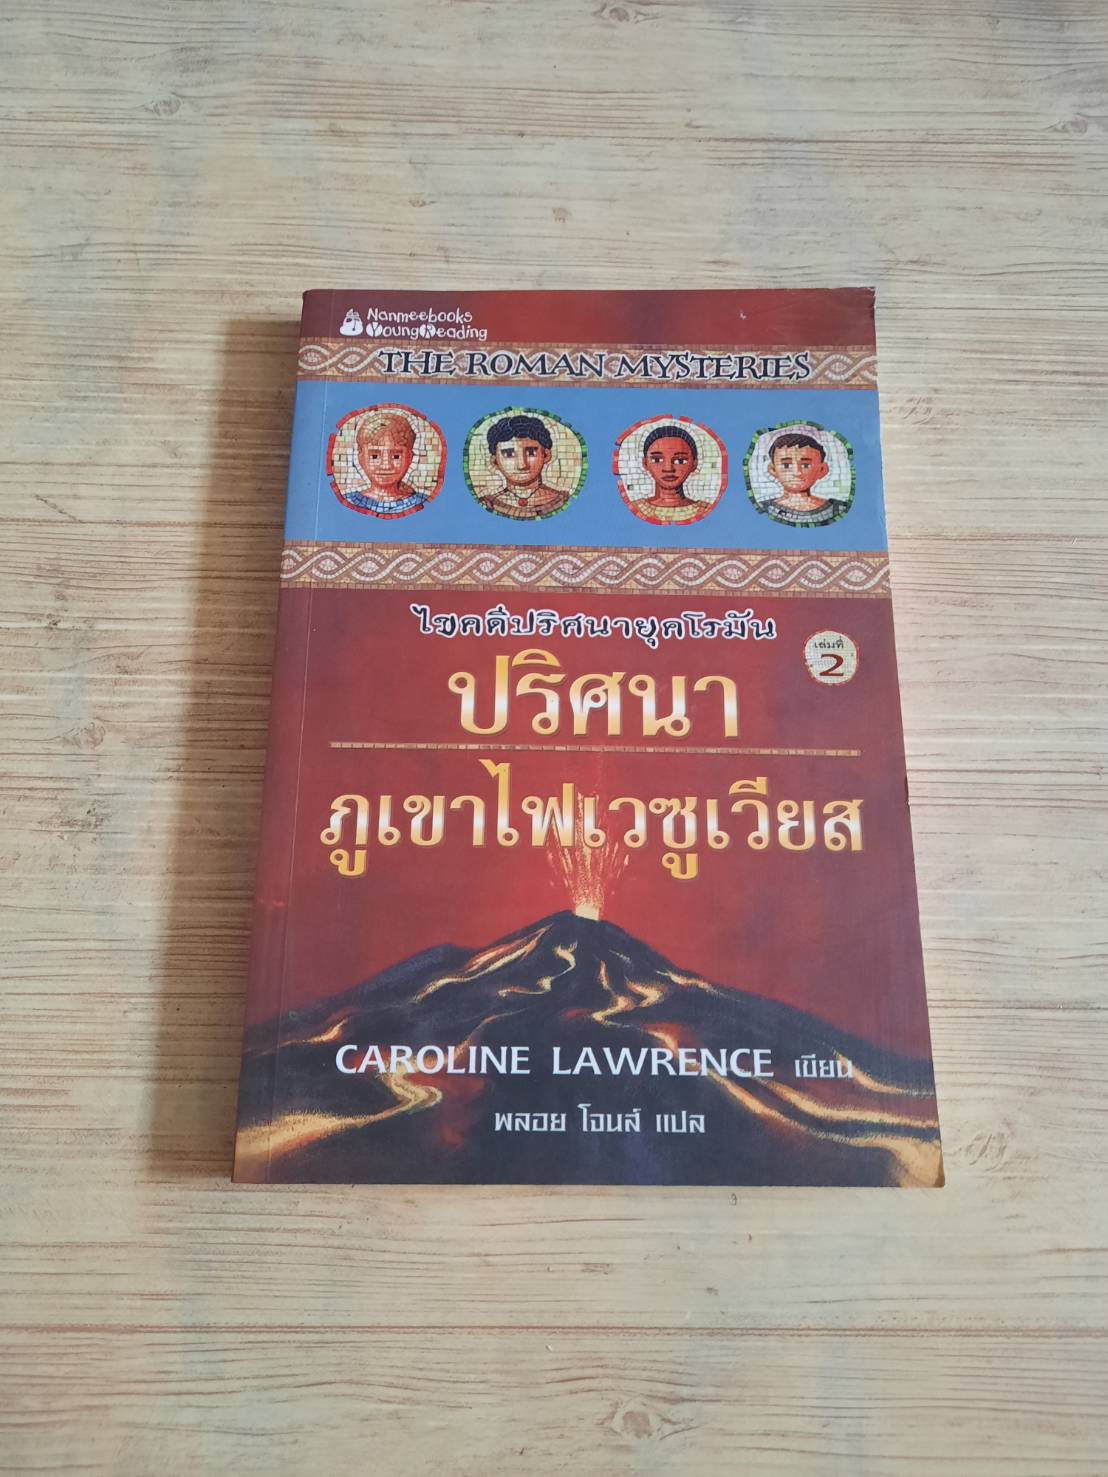 Nanmeebooks
YoungReading
THE ROMAN MYSTERIES
ไขคดีปริศนายุคโรมัน
เล่มที่
2
ปริศนา
ภูเขาไฟเวซูเวียส
CAROLINE LAWRENCE เขียน
พลอย โจนส์ แปล